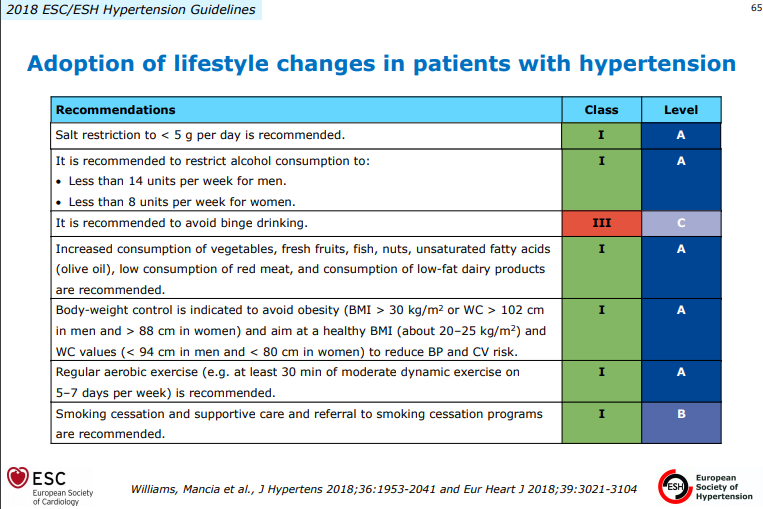 2018 ESC/ESH Hypertension Guidelines
65
Adoption of lifestyle changes in patients with hypertension
Recommendations Class Level
Salt restriction to < 5 g per day is recommended. I A
It is recommended to restrict alcohol consumption to: I A
• Less than 14 units per week for men.
• Less than 8 units per week for women.
It is recommended to avoid binge drinking. III C
Increased consumption of vegetables, fresh fruits, fish, nuts, unsaturated fatty acids I A
(olive oil), low consumption of red meat, and consumption of low-fat dairy products
are recommended.
Body-weight control is indicated to avoid obesity (BMI > 30 kg/m² or WC > 102 cm I A
in men and > 88 cm in women) and aim at a healthy BMI (about 20–25 kg/m²) and
WC values (< 94 cm in men and < 80 cm in women) to reduce BP and CV risk.
Regular aerobic exercise (e.g. at least 30 min of moderate dynamic exercise on I A
5–7 days per week) is recommended.
Smoking cessation and supportive care and referral to smoking cessation programs I B
are recommended.
ESC
European Society
of Cardiology
Williams, Mancia et al., J Hypertens 2018;36:1953-2041 and Eur Heart J 2018;39:3021-3104
ESH
European
Society of
Hypertension